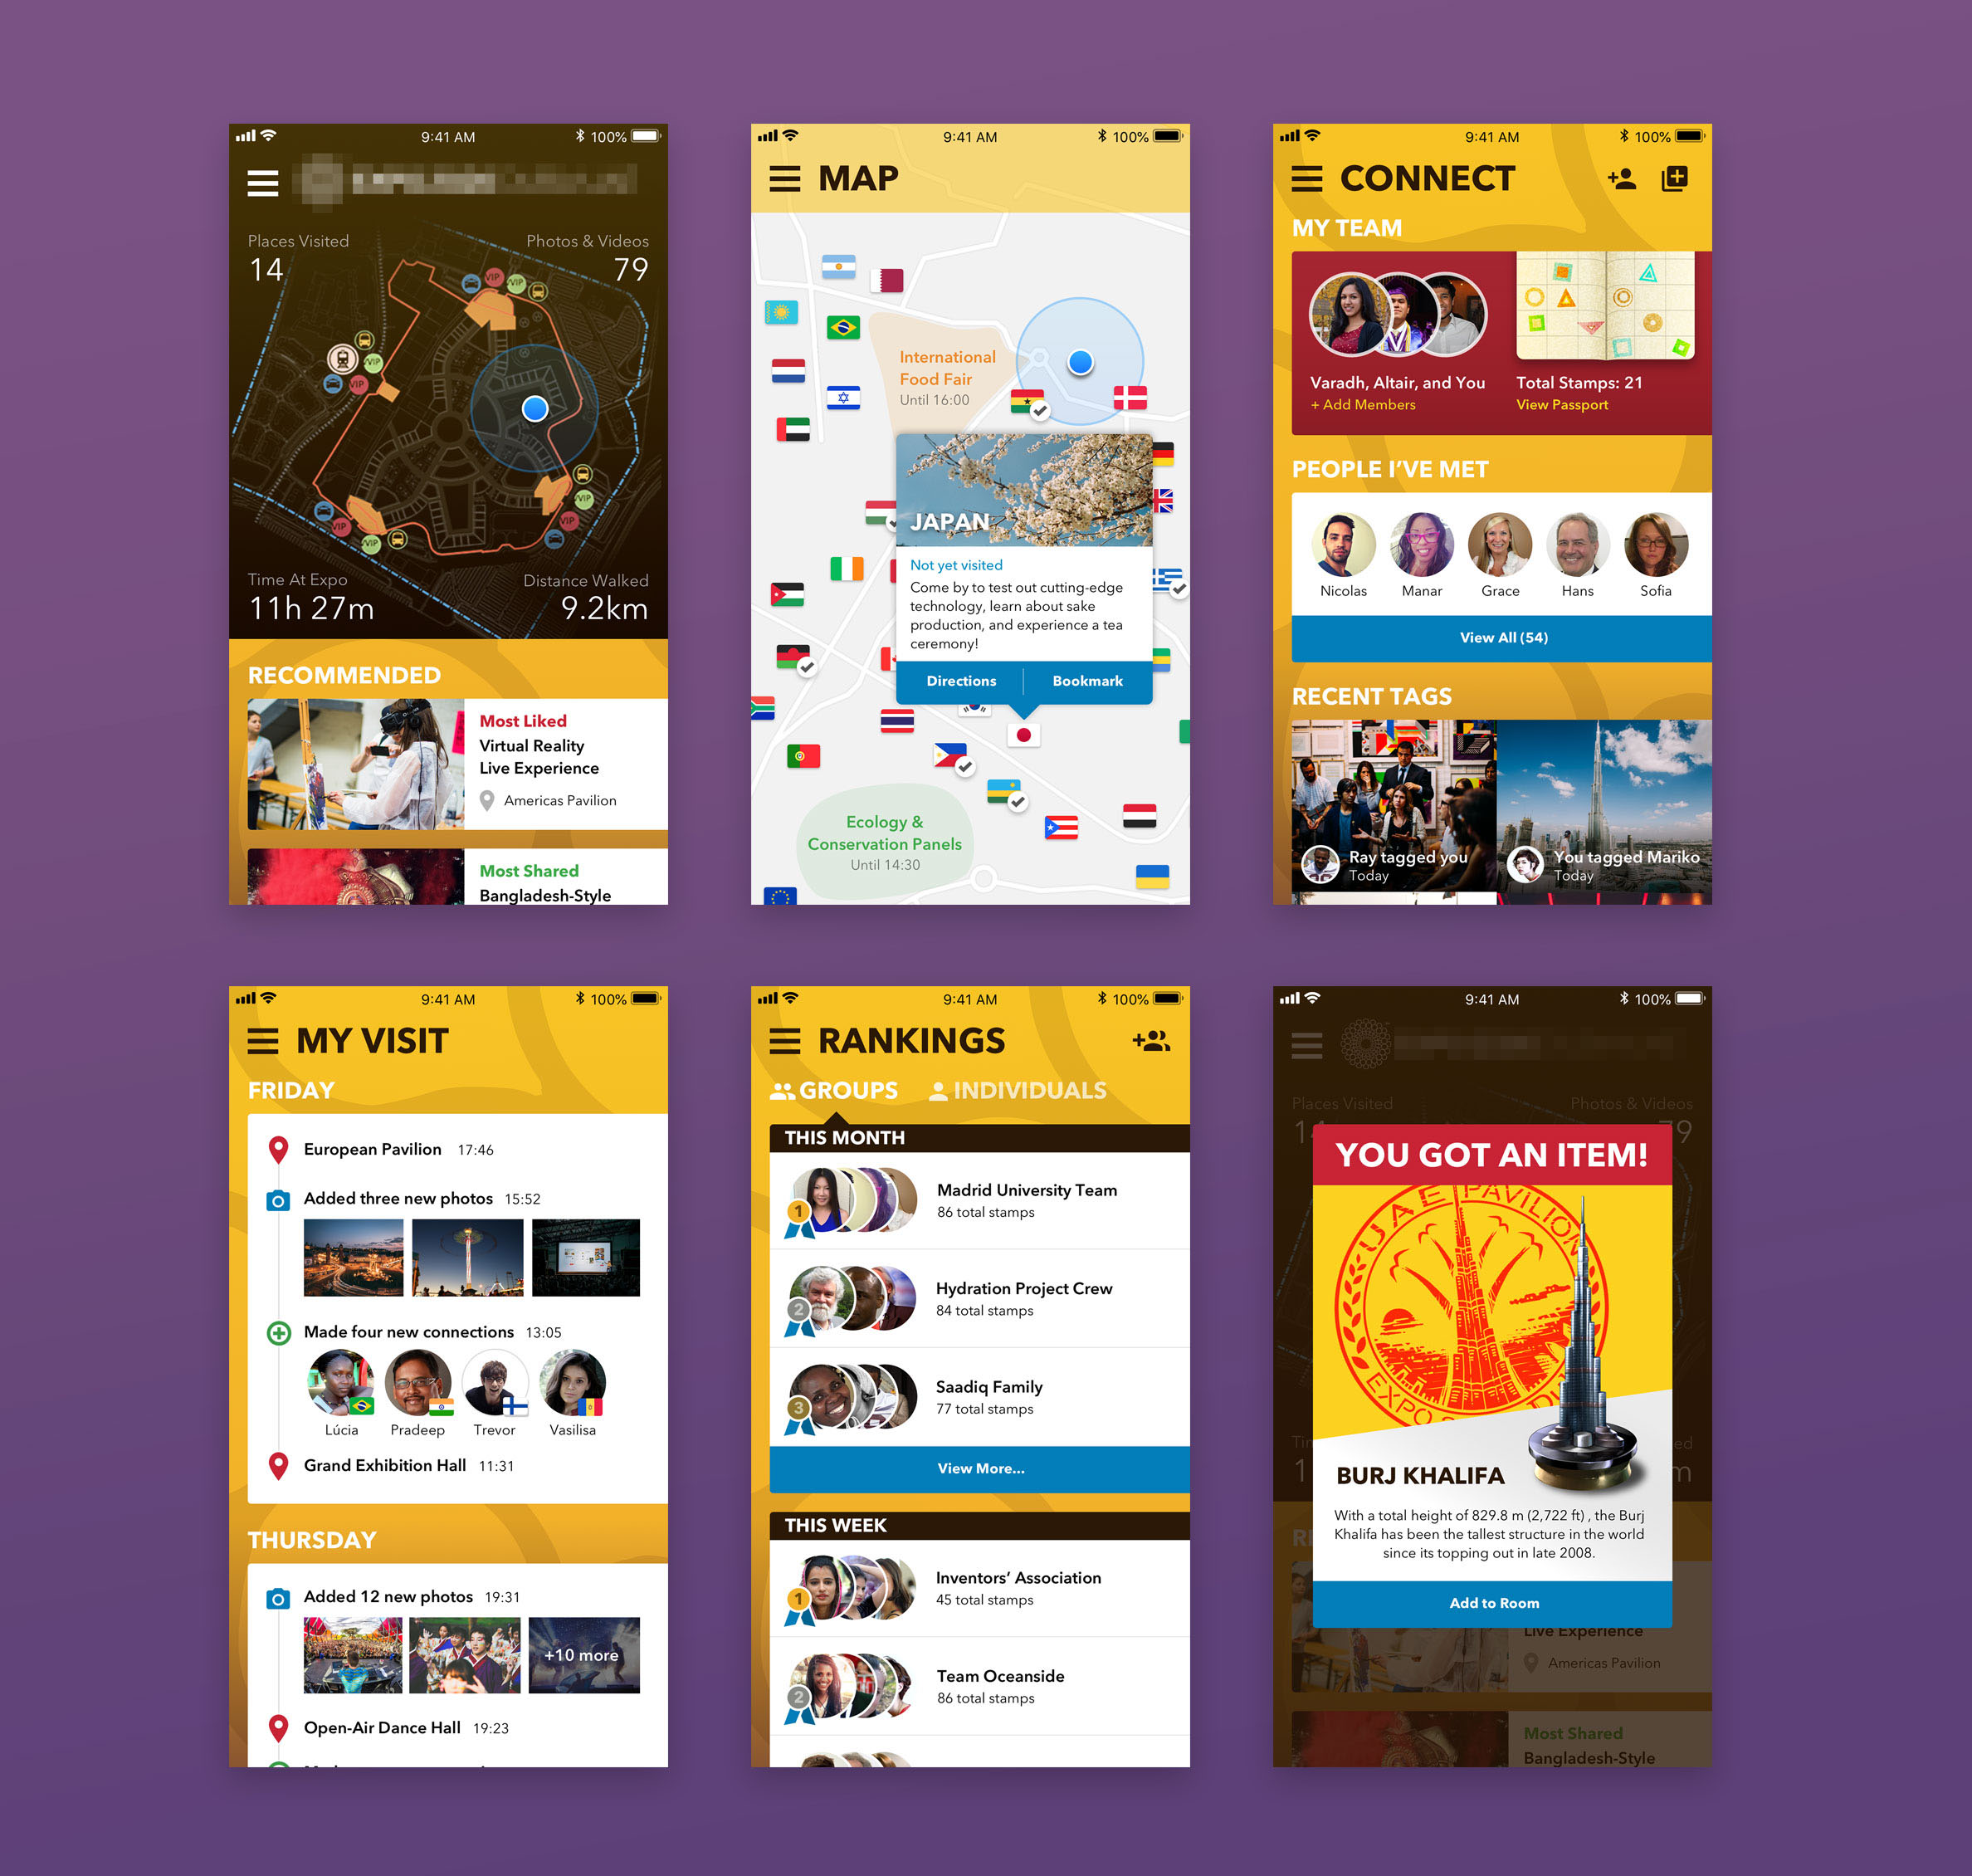 9:41 AM
100%
Places Visited
14
Photos & Videos
79
VIP
VIP
VIP
VIP
VIP
VIP
VIP
VIP
Time At Expo
11h 27m
Distance Walked
9.2km
RECOMMENDED
Most Liked
Virtual Reality
Live Experience
Americas Pavilion
Most Shared
Bangladesh-Style
9:41 AM
100%
MAP
International
Food Fair
Until 16:00
JAPAN
Not yet visited
Come by to test out cutting-edge
technology, learn about sake
production, and experience a tea
ceremony!
Directions
Bookmark
Ecology &
Conservation Panels
Until 14:30
9:41 AM
100%
CONNECT
MY TEAM
Varadh, Altair, and You
+ Add Members
Total Stamps: 21
View Passport
PEOPLE I’VE MET
Nicolas
Manar
Grace
Hans
Sofia
View All (54)
RECENT TAGS
Ray tagged you
Today
You tagged Mariko
Today
9:41 AM
100%
MY VISIT
FRIDAY
European Pavilion 17:46
Added three new photos 15:52
Made four new connections 13:05
Lúcia
Pradeep
Trevor
Vasilisa
Grand Exhibition Hall 11:31
THURSDAY
Added 12 new photos 19:31
+10 more
Open-Air Dance Hall 19:23
9:41 AM
100%
RANKINGS
GROUPS
INDIVIDUALS
THIS MONTH
1
Madrid University Team
86 total stamps
2
Hydration Project Crew
84 total stamps
3
Saadiq Family
77 total stamps
View More...
THIS WEEK
1
Inventors’ Association
45 total stamps
2
Team Oceanside
86 total stamps
9:41 AM
100%
Places Visited
Photos & Videos
YOU GOT AN ITEM!
UAE PAVILION
EXPO
BURJ KHALIFA
With a total height of 829.8 m (2,722 ft) , the Burj
Khalifa has been the tallest structure in the world
since its topping out in late 2008.
Add to Room
Live Experience
Americas Pavilion
Most Shared
Bangladesh-Style